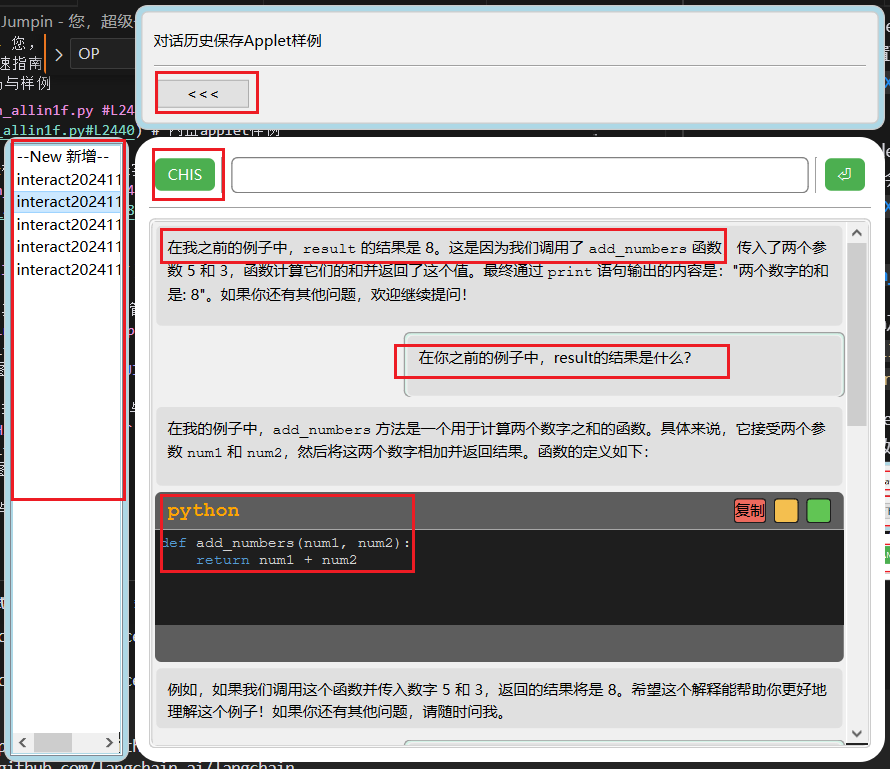 Jumpin - 您，超级
您，
速指南
OP
与样例
_allin1f.py #L24
_allin1f.py#L2440) # 内盘applet样例
对话历史保存Applet样例
<<<
--New 新增--
interact202411
interact202411
interact202411
interact202411
interact202411
CHIS
在我之前的例子中，result 的结果是 8。这是因为我们调用了 add_numbers 函数 传入了两个参
数 5 和 3，函数计算它们的和并返回了这个值。最终通过 print 语句输出的内容是："两个数字的和
是: 8"。如果你还有其他问题，欢迎继续提问！
在你之前的例子中，result的结果是什么？
在我的例子中，add_numbers 方法是一个用于计算两个数字之和的函数。具体来说，它接受两个参
数 num1 和 num2，然后将这两个数字相加并返回结果。函数的定义如下：
python
复制
def add_numbers(num1, num2):
return num1 + num2
例如，如果我们调用这个函数并传入数字 5 和 3，返回的结果将是 8。希望这个解释能帮助你更好地
理解这个例子！如果你还有其他问题，请随时问我。
github.com/langchain-ai/langchain